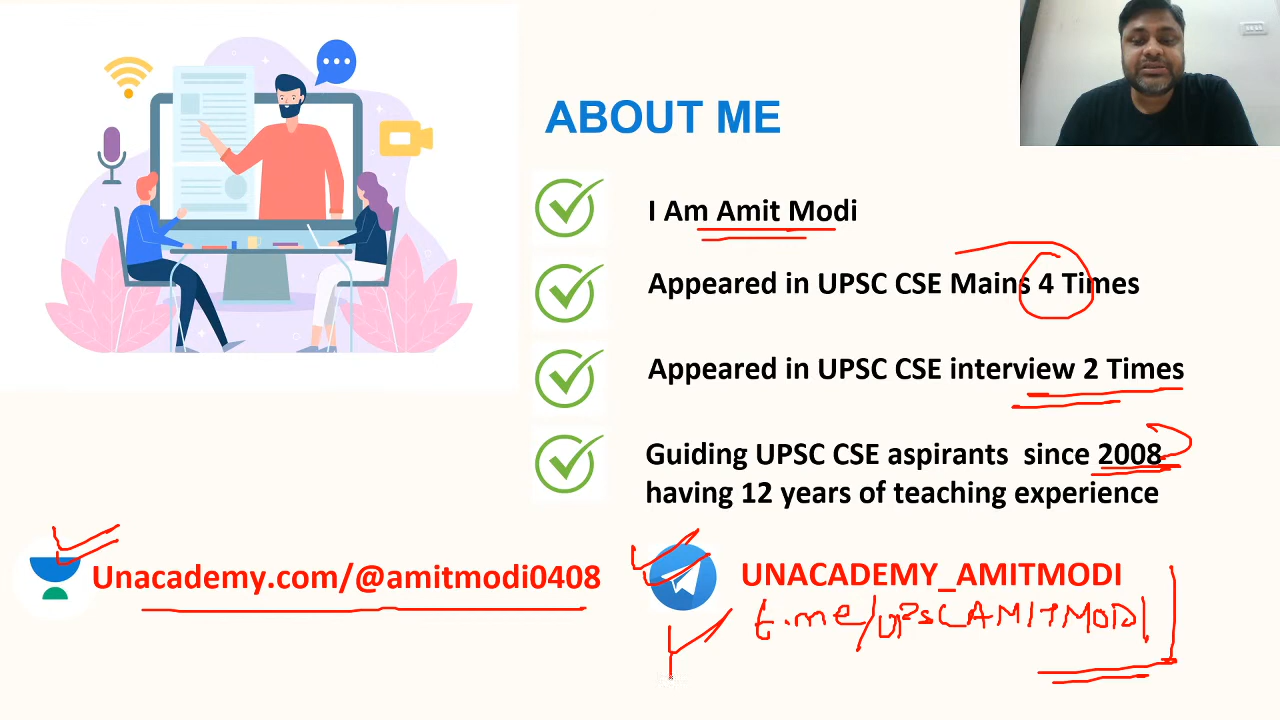 ABOUT ME
I Am Amit Modi
Appeared in UPSC CSE Mains 4 Times
Appeared in UPSC CSE interview 2 Times
Guiding UPSC CSE aspirants since 2008
having 12 years of teaching experience
Unacademy.com/@amitmodi0408
UNACADEMY_AMITMODI
t.me/UPSCAMITMODI